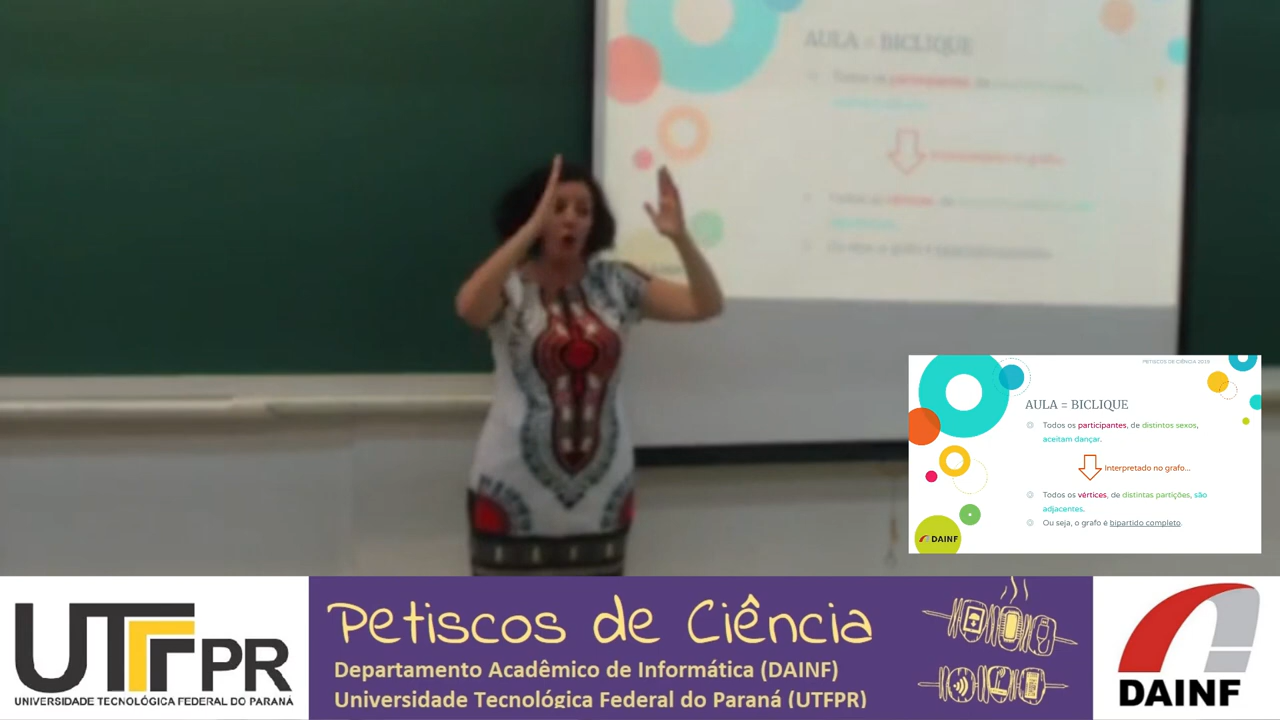 AULA = BICLIQUE
PETISCOS DE CIÊNCIA 2019
AULA = BICLIQUE
Todos os participantes, de distintos sexos,
aceitam dançar.
Interpretado no grafo...
Todos os vértices, de distintas partições, são
adjacentes.
Ou seja, o grafo é bipartido completo.
DAINF
UTFPR
UNIVERSIDADE TECNOLÓGICA FEDERAL DO PARANÁ
Petiscos de Ciência
Departamento Acadêmico de Informática (DAINF)
Universidade Tecnológica Federal do Paraná (UTFPR)
DAINF